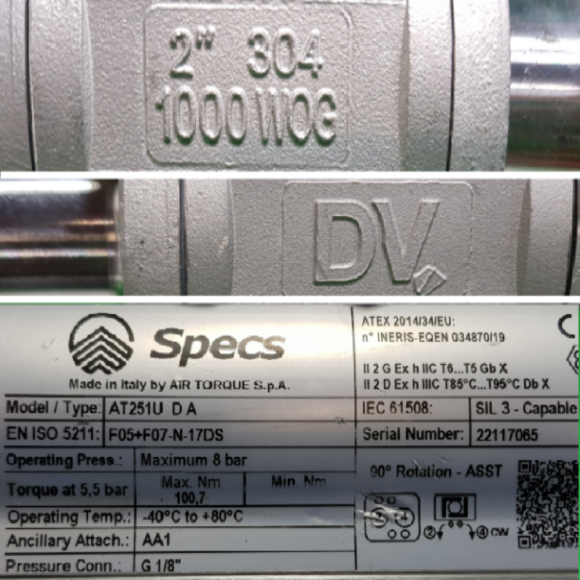 2" 304
1000 WOG
DV
Specs
Made in Italy by AIR TORQUE S.p.A.
ATEX 2014/34/EU:
n° INERIS-EQEN 034870/19
II 2 G Ex h IIC T6...T5 Gb X
II 2 D Ex h IIIC T85°C...T95°C Db X
Model / Type: AT251U D A
IEC 61508: SIL 3 - Capable
EN ISO 5211: F05+F07-N-17DS
Serial Number: 22117065
Operating Press.: Maximum 8 bar
90° Rotation - ASST
Torque at 5,5 bar Max. Nm 100,7 Min. Nm
Operating Temp.: -40°C to +80°C
2 4 CW
Ancillary Attach.: AA1
Pressure Conn.: G 1/8"